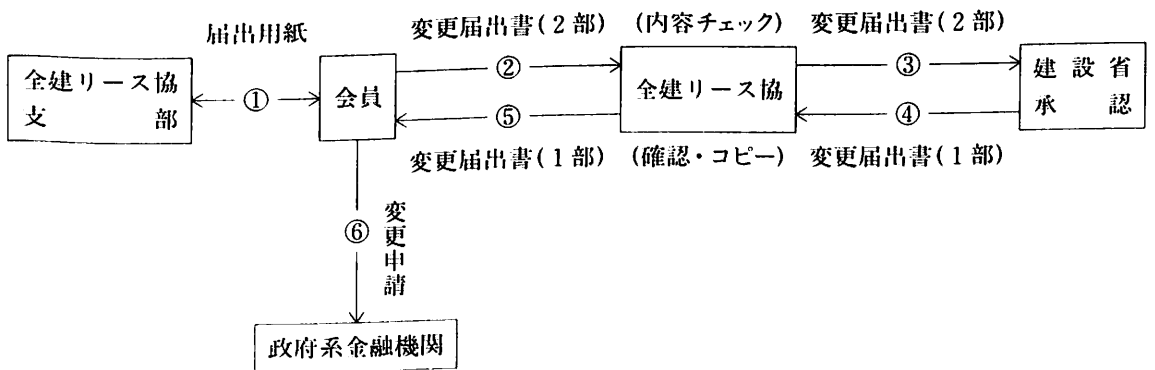 届出用紙
変更届出書(2部) (内容チェック) 変更届出書(2部)
全建リース協
支部
①
会員
②
⑤
全建リース協
③
④
建設省
承認
変更届出書(1部) (確認・コピー) 変更届出書(1部)
⑥
変更申請
政府系金融機関